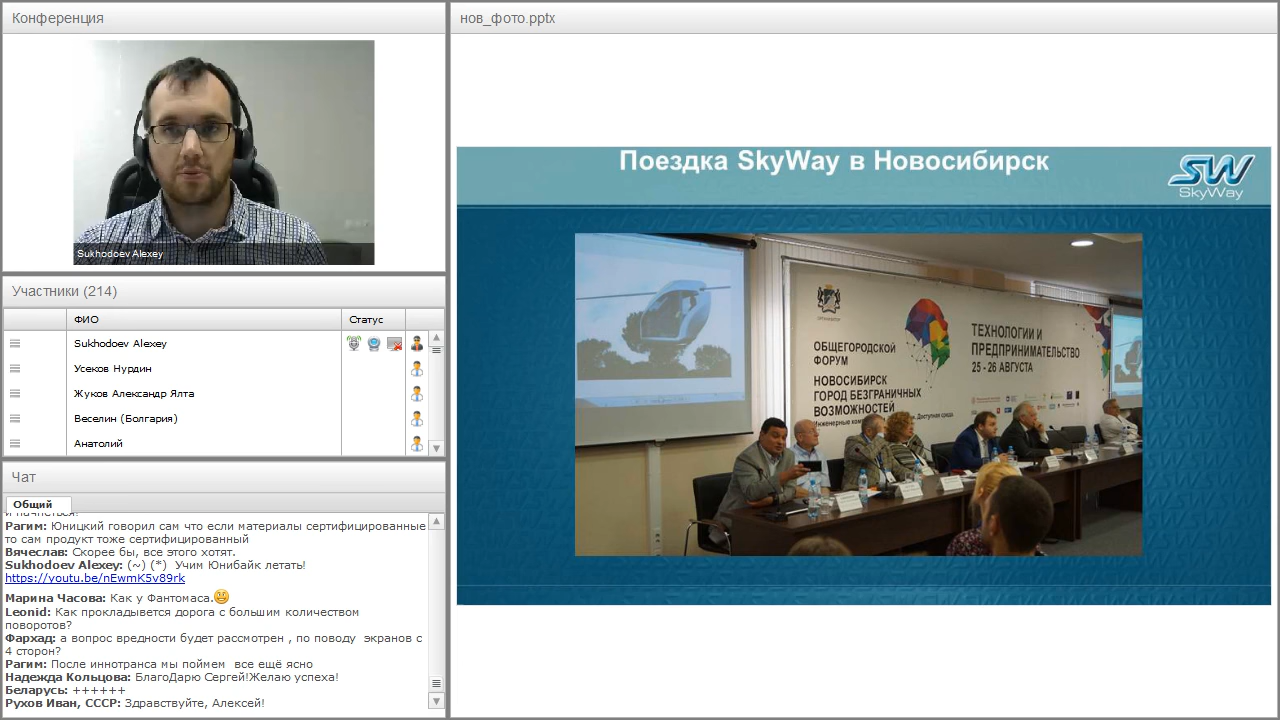 Конференция
Sukhodoev Alexey
Участники (214)
ФИО
Статус
Sukhodoev Alexey
Усеков Нурдин
Жуков Александр Ялта
Веселин (Болгария)
Анатолий
Чат
Общий
и начнеться!
Рагим: Юницкий говорил сам что если материалы сертифицированные
то сам продукт тоже сертифицированный
Вячеслав: Скорее бы, все этого хотят.
Sukhodoev Alexey: (~) (*) Учим Юнибайк летать!
https://youtu.be/nEwmK5v89rk
Марина Часова: Как у Фантомаса.
Leonid: Как прокладывется дорога с большим количеством
поворотов?
Фархад: а вопрос вредности будет рассмотрен , по поводу экранов с
4 сторон?
Рагим: После иннотранса мы поймем все ещё ясно
Надежда Кольцова: БлагоДарю Сергей!Желаю успеха!
Беларусь: ++++++
Рухов Иван, СССР: Здравствуйте, Алексей!
нов_фото.pptx
Поездка SkyWay в Новосибирск
SW
SkyWay
ОБЩЕГОРОДСКОЙ
ФОРУМ
НОВОСИБИРСК
ГОРОД БЕЗГРАНИЧНЫХ
ВОЗМОЖНОСТЕЙ
Доступная среда
ТЕХНОЛОГИИ И
ПРЕДПРИНИМАТЕЛЬСТВО
25 - 26 АВГУСТА